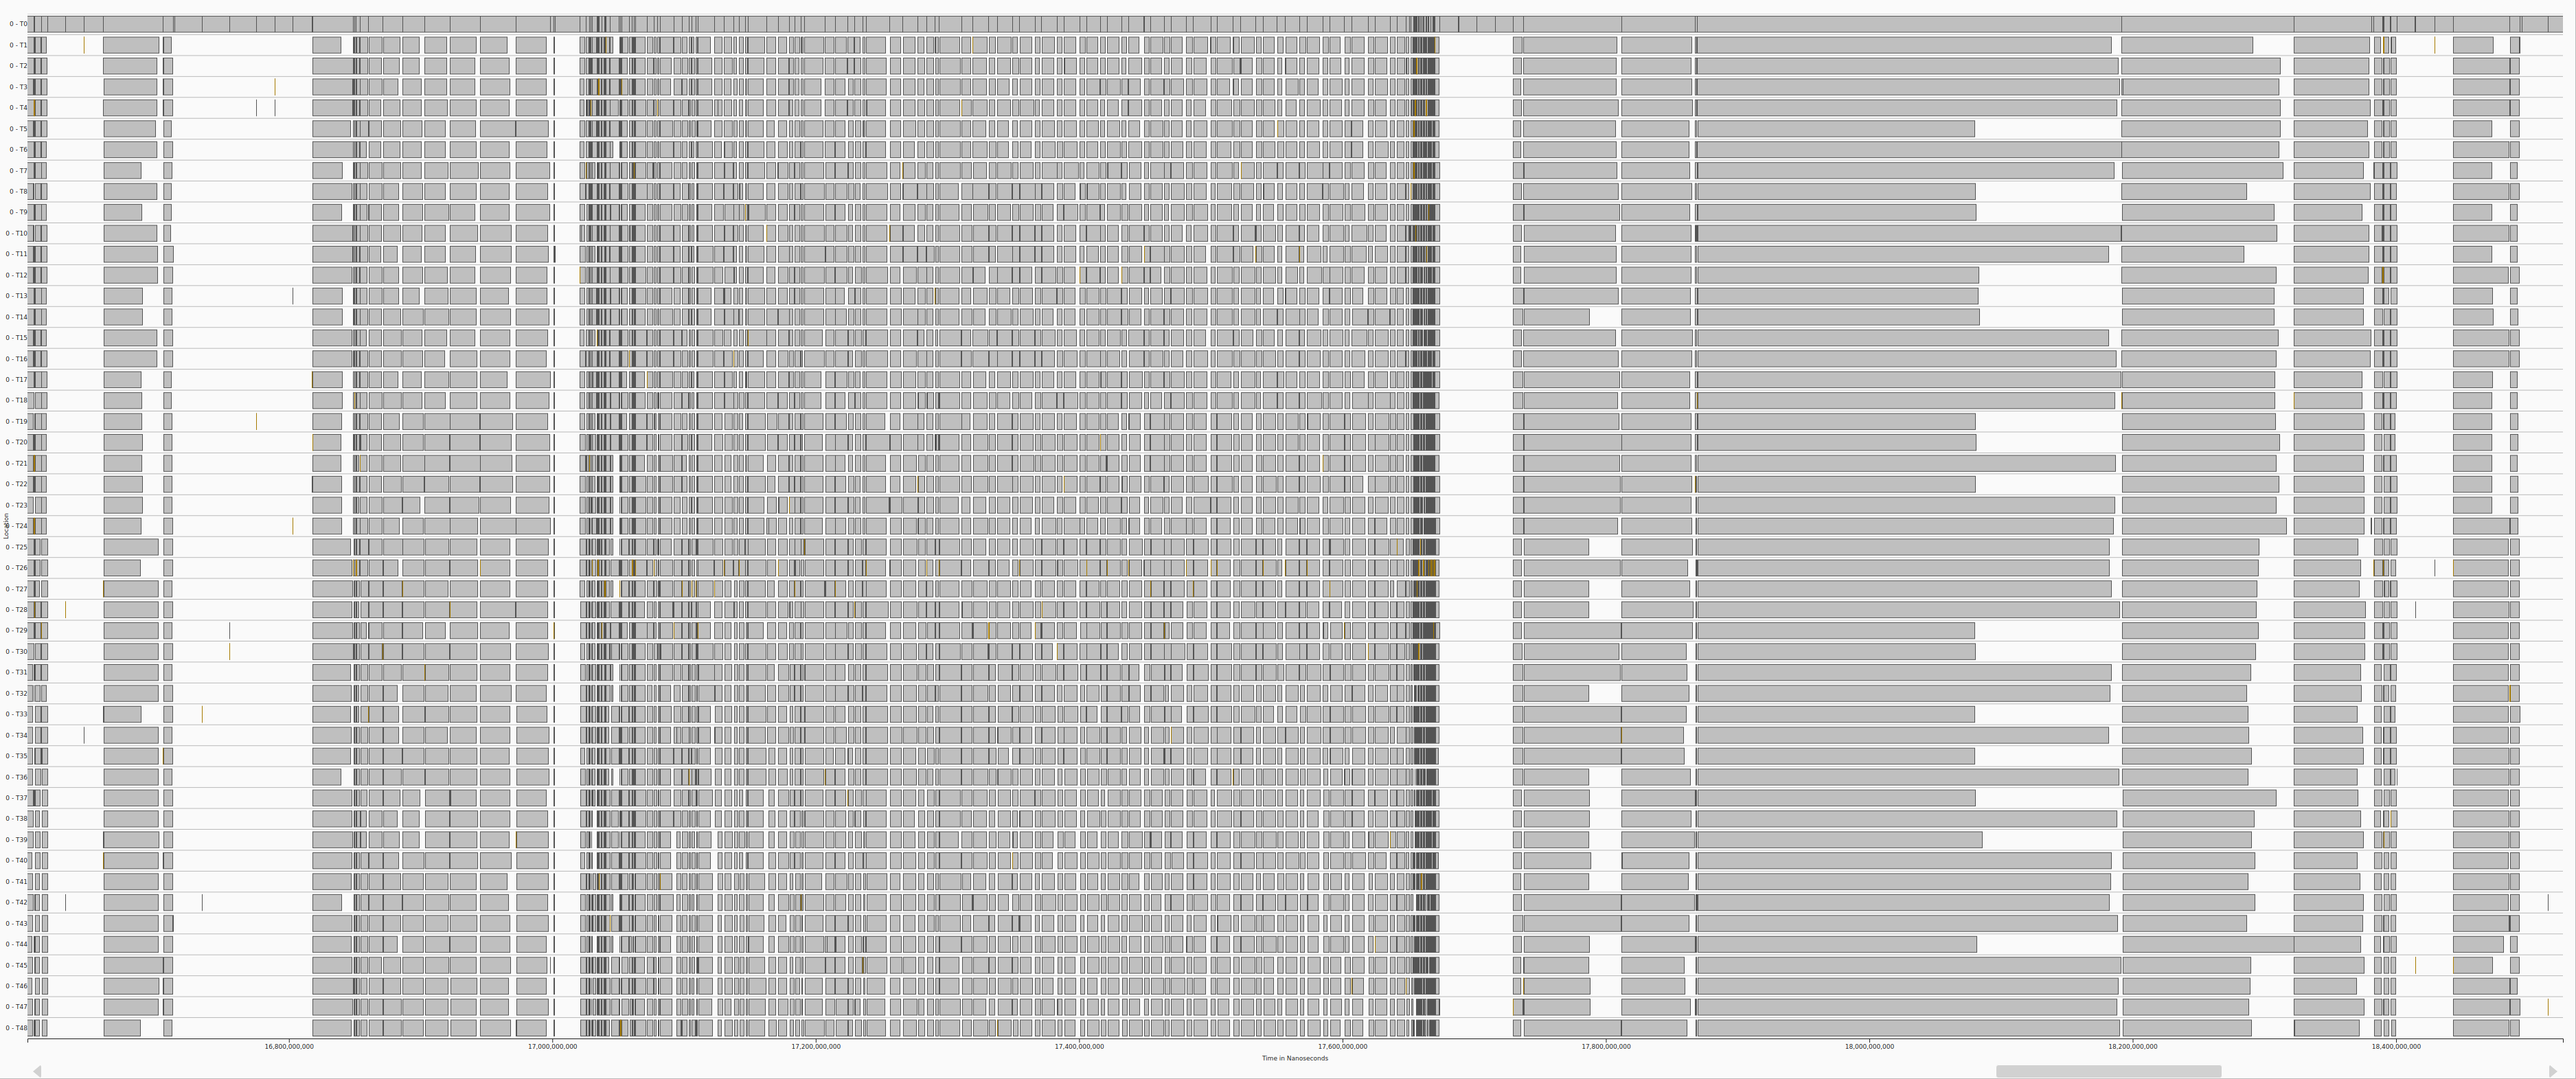 0 - T0
0 - T1
0 - T2
0 - T3
0 - T4
0 - T5
0 - T6
0 - T7
0 - T8
0 - T9
0 - T10
0 - T11
0 - T12
0 - T13
0 - T14
0 - T15
0 - T16
0 - T17
0 - T18
0 - T19
0 - T20
0 - T21
0 - T22
0 - T23
Location
0 - T24
0 - T25
0 - T26
0 - T27
0 - T28
0 - T29
0 - T30
0 - T31
0 - T32
0 - T33
0 - T34
0 - T35
0 - T36
0 - T37
0 - T38
0 - T39
0 - T40
0 - T41
0 - T42
0 - T43
0 - T44
0 - T45
0 - T46
0 - T47
0 - T48
16,800,000,000 17,000,000,000 17,200,000,000 17,400,000,000 17,600,000,000 17,800,000,000 18,000,000,000 18,200,000,000 18,400,000,000
Time in Nanoseconds